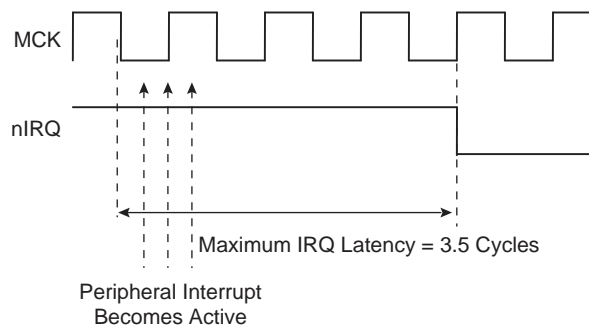 MCK
nIRQ
Maximum IRQ Latency = 3.5 Cycles
Peripheral Interrupt
Becomes Active